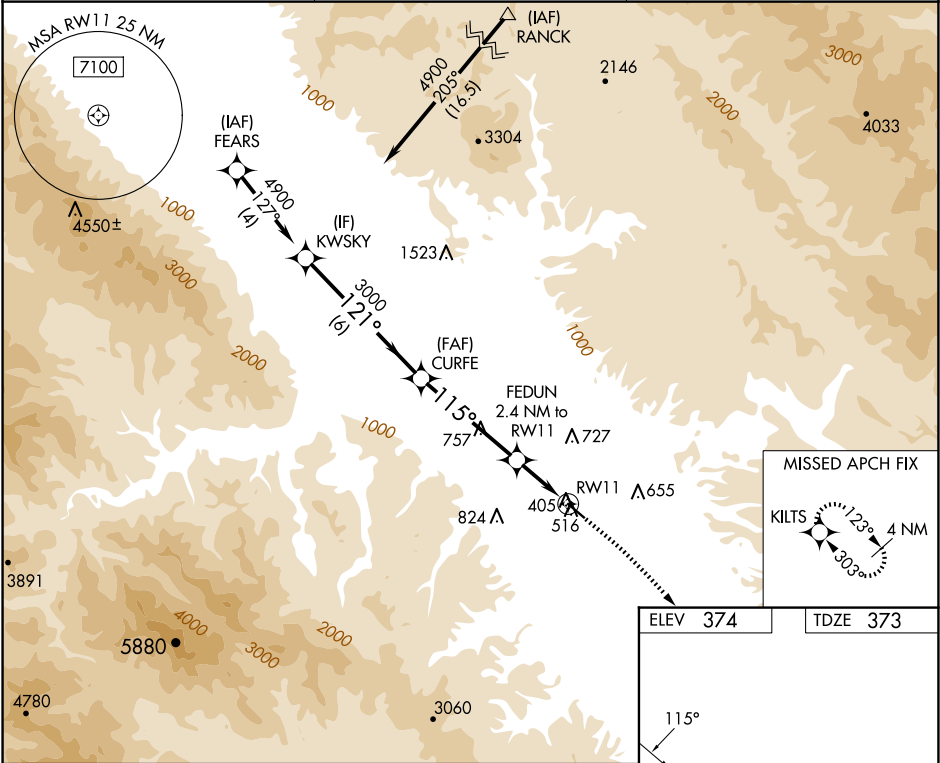 MSA RW11 25 NM
7100
(IAF)
RANCK
4900
205°
(16.5)
1000
2146
3000
2000
4033
3304
(IAF)
FEARS
4900
127°
(4)
1000
4550±
3000
(IF)
KWSKY
1523
3000
121°
(6)
2000
1000
(FAF)
CURFE
115°
FEDUN
2.4 NM to
RW11
1000
757
727
RW11
655
405
516
824
MISSED APCH FIX
KILTS
123°
4 NM
303°
3891
4000
5880
3000
2000
4780
3060
ELEV 374
TDZE 373
115°